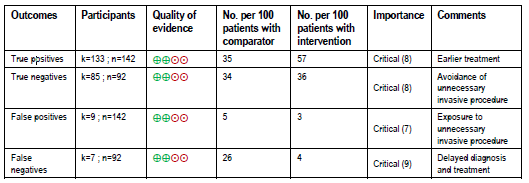 Outcomes Participants Quality of evidence No. per 100 patients with comparator No. per 100 patients with intervention Importance Comments
True positives k=133 ; n=142 ⊕⊕⊙⊙ 35 57 Critical (8) Earlier treatment
True negatives k=85 ; n=92 ⊕⊕⊙⊙ 34 36 Critical (8) Avoidance of unnecessary invasive procedure
False positives k=9 ; n=142 ⊕⊕⊙⊙ 5 3 Critical (7) Exposure to unnecessary invasive procedure
False negatives k=7 ; n=92 ⊕⊕⊙⊙ 26 4 Critical (9) Delayed diagnosis and treatment